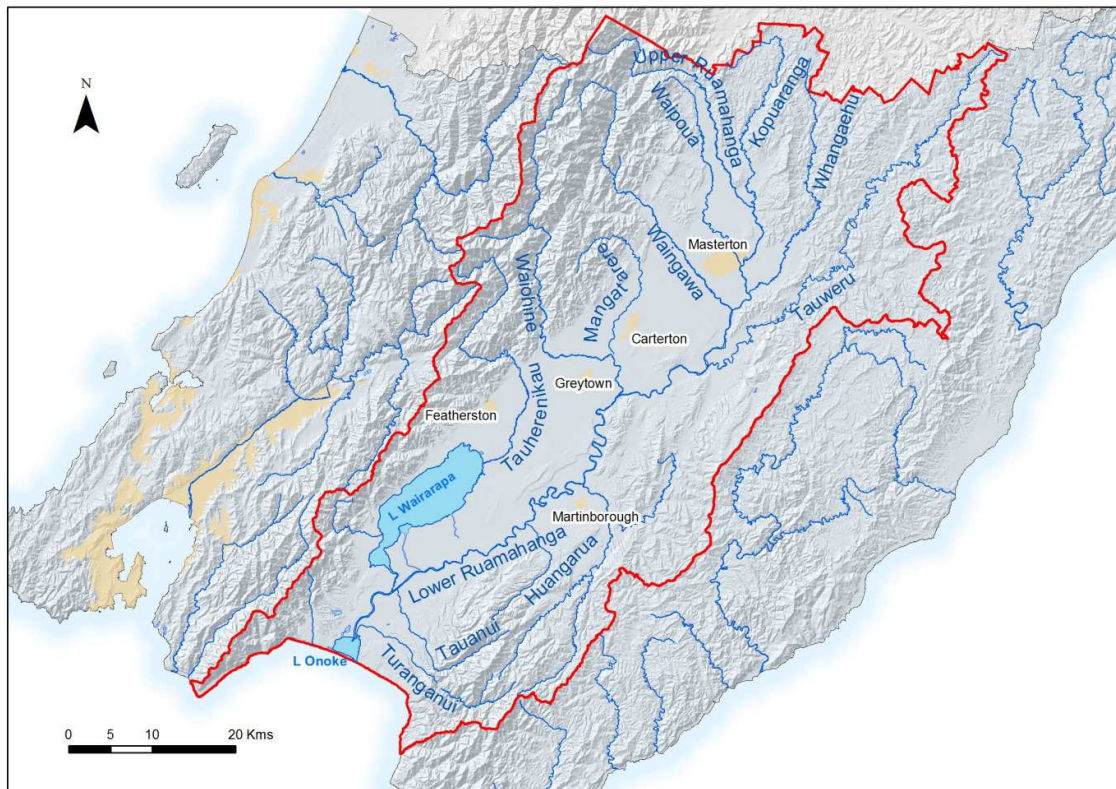 N
Upper Ruamahanga
Waipoua
Kopuaranga
Whangaehu
Masterton
Waingawa
Waiohine
Mangatarere
Tauweru
Carterton
Greytown
Featherston
Tauherenikau
L Wairarapa
Martinborough
Lower Ruamahanga
Huangarua
Tauanui
Turanganui
L Onoke
0 5 10 20 Kms